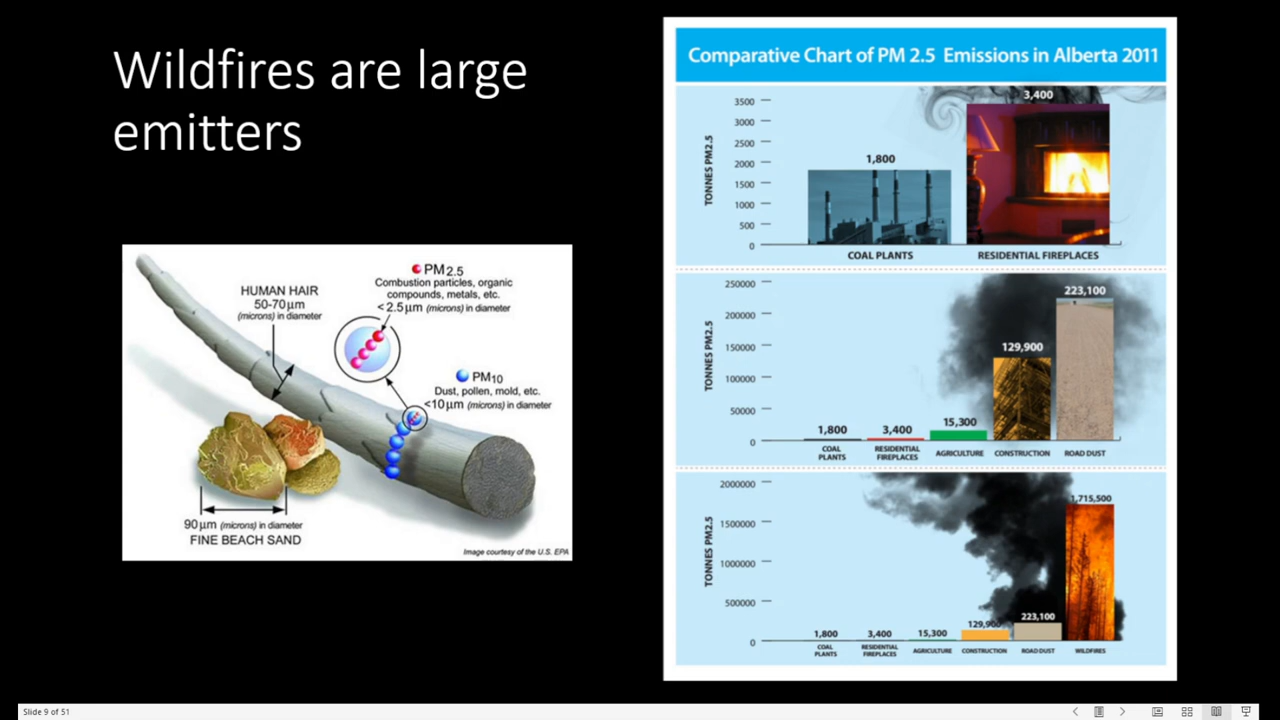 Wildfires are large
emitters
HUMAN HAIR
50-70μm
(microns) in diameter
PM2.5
Combustion particles, organic
compounds, metals, etc.
<2.5μm (microns) in diameter
PM10
Dust, pollen, mold, etc.
<10μm (microns) in diameter
90μm (microns) in diameter
FINE BEACH SAND
Image courtesy of the U.S. EPA
Comparative Chart of PM 2.5 Emissions in Alberta 2011
TONNES PM2.5
3500
3000
2500
2000
1500
1000
500
0
1,800
3,400
COAL PLANTS
RESIDENTIAL FIREPLACES
TONNES PM2.5
250000
200000
150000
100000
50000
0
1,800
3,400
15,300
129,900
223,100
COAL
PLANTS
RESIDENTIAL
FIREPLACES
AGRICULTURE
CONSTRUCTION
ROAD DUST
TONNES PM2.5
2000000
1500000
1000000
500000
0
1,800
3,400
15,300
129,900
223,100
1,715,500
COAL
PLANTS
RESIDENTIAL
FIREPLACES
AGRICULTURE
CONSTRUCTION
ROAD DUST
WILDFIRES
Slide 9 of 51